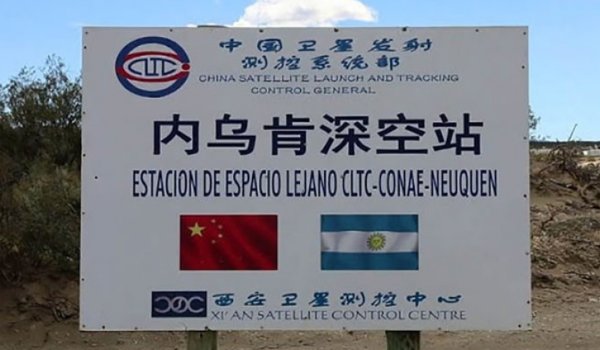 CLTC
中国卫星发射
测控系统部
CHINA SATELLITE LAUNCH AND TRACKING
CONTROL GENERAL
内乌肯深空站
ESTACION DE ESPACIO LEJANO CLTC-CONAE-NEUQUEN
西安卫星测控中心
XI'AN SATELLITE CONTROL CENTRE